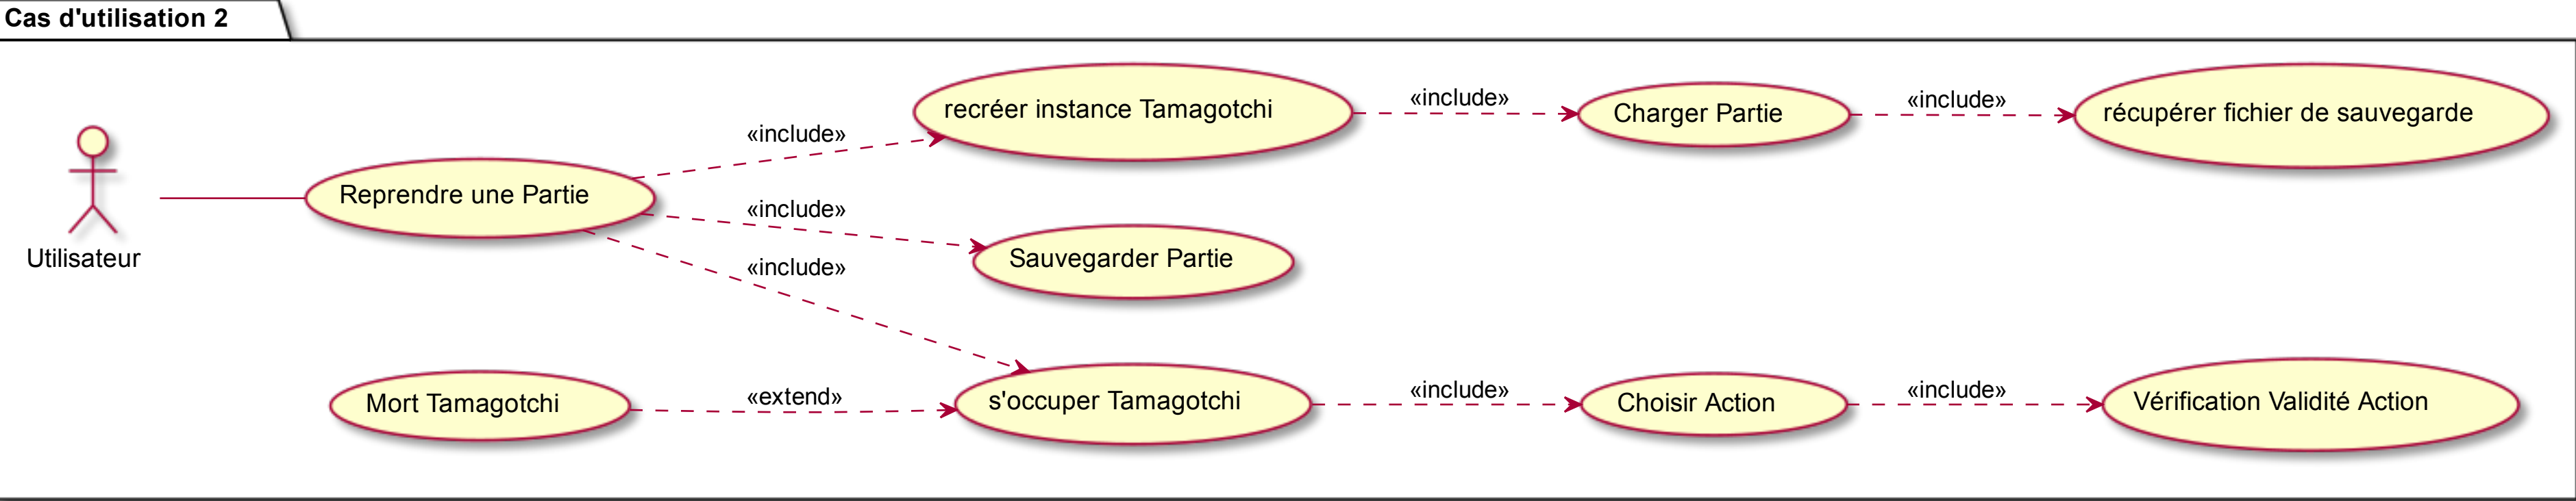 Cas d'utilisation 2
recréer instance Tamagotchi
«include»
Charger Partie
«include»
récupérer fichier de sauvegarde
«include»
Reprendre une Partie
«include»
Sauvegarder Partie
Utilisateur
«include»
Mort Tamagotchi
«extend»
s'occuper Tamagotchi
«include»
Choisir Action
«include»
Vérification Validité Action